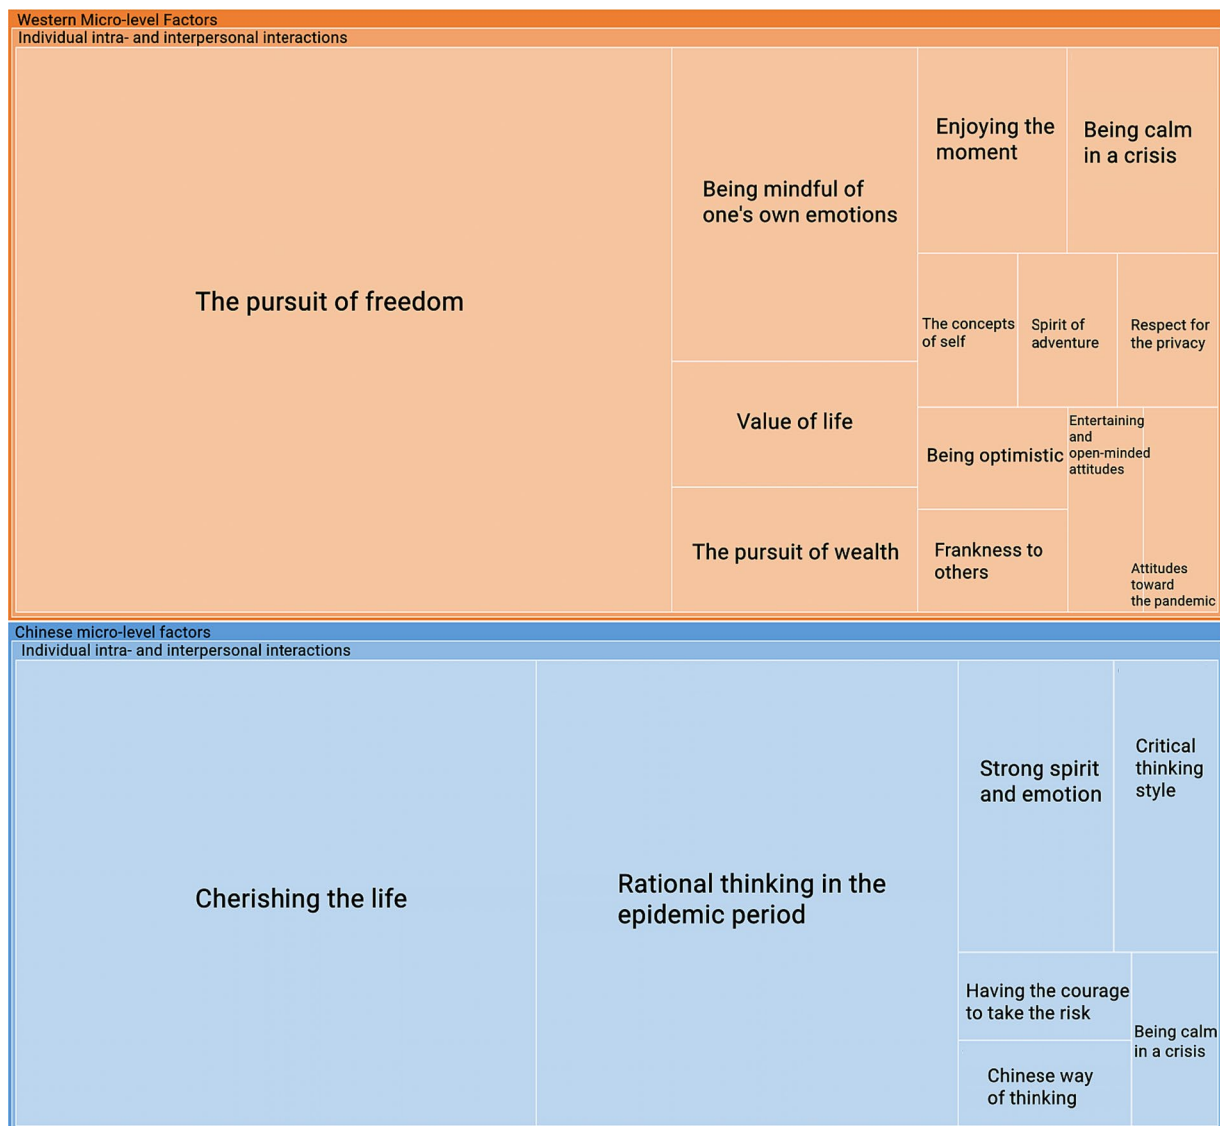 Western Micro-level Factors
Individual intra- and interpersonal interactions
The pursuit of freedom
Being mindful of
one's own emotions
Value of life
The pursuit of wealth
Enjoying the
moment
Being calm
in a crisis
The concepts
of self
Spirit of
adventure
Respect for
the privacy
Being optimistic
Frankness to
others
Entertaining
and
open-minded
attitudes
Attitudes
toward
the pandemic
Chinese micro-level factors
Individual intra- and interpersonal interactions
Cherishing the life
Rational thinking in the
epidemic period
Strong spirit
and emotion
Critical
thinking
style
Having the courage
to take the risk
Chinese way
of thinking
Being calm
in a crisis